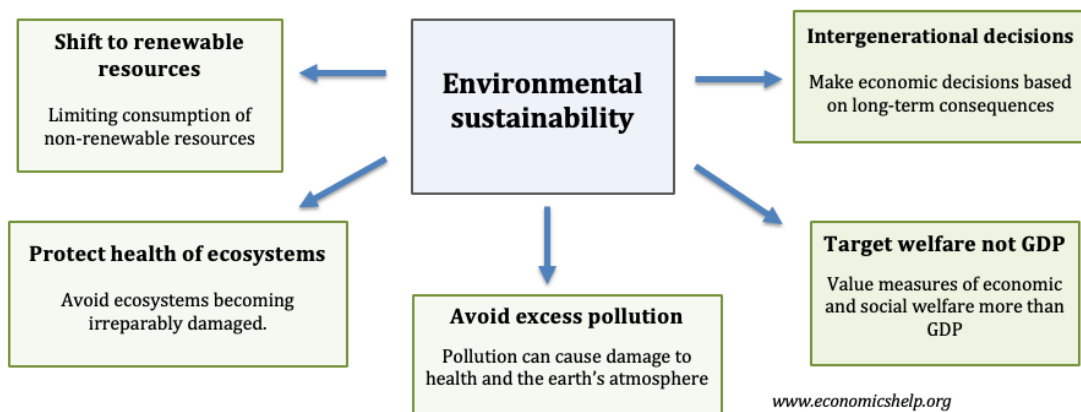 Shift to renewable
resources
Limiting consumption of
non-renewable resources
Environmental
sustainability
Intergenerational decisions
Make economic decisions based
on long-term consequences
Protect health of ecosystems
Avoid ecosystems becoming
irreparably damaged.
Avoid excess pollution
Pollution can cause damage to
health and the earth’s atmosphere
Target welfare not GDP
Value measures of economic
and social welfare more than
GDP
www.economicshelp.org